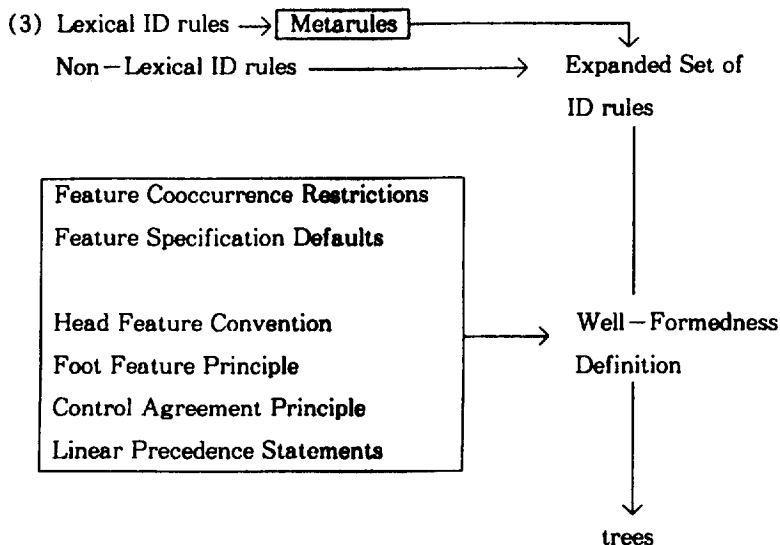 (3) Lexical ID rules → Metarules
Non-Lexical ID rules → Expanded Set of
ID rules
Feature Cooccurrence Restrictions
Feature Specification Defaults
Head Feature Convention
Well-Formedness
Foot Feature Principle
Definition
Control Agreement Principle
Linear Precedence Statements
trees